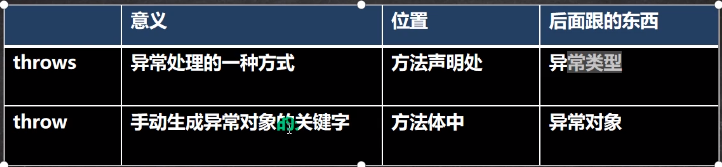 意义 位置 后面跟的东西
throws 异常处理的一种方式 方法声明处 异常类型
throw 手动生成异常对象的关键字 方法体中 异常对象